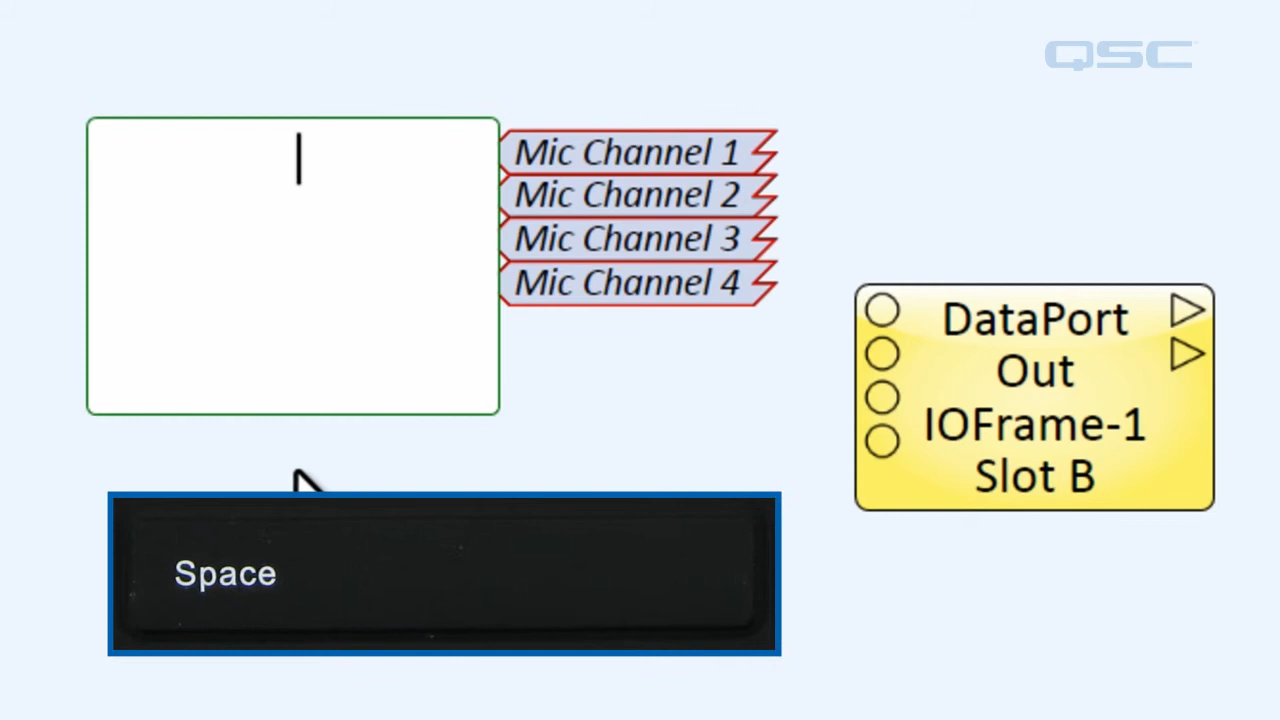 QSC
Mic Channel 1
Mic Channel 2
Mic Channel 3
Mic Channel 4
DataPort
Out
IOFrame-1
Slot B
Space